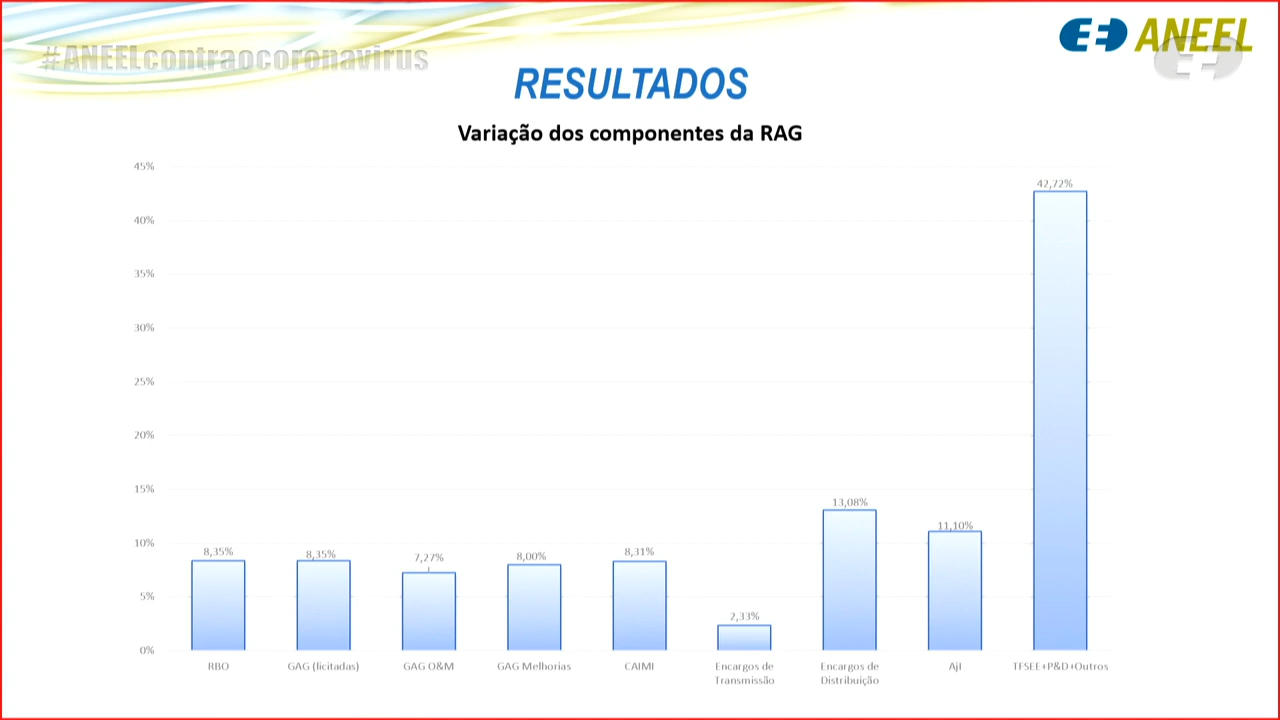 #ANEELcontraocoronavirus
ANEEL
RESULTADOS
Variação dos componentes da RAG
45%
40%
35%
30%
25%
20%
15%
10%
5%
0%
8,35%
8,35%
7,27%
8,00%
8,31%
2,33%
13,08%
11,10%
42,72%
RBO
GAG (licitadas)
GAG O&M
GAG Melhorias
CAIMI
Encargos de
Transmissão
Encargos de
Distribuição
AjI
TFSEE+P&D+Outros